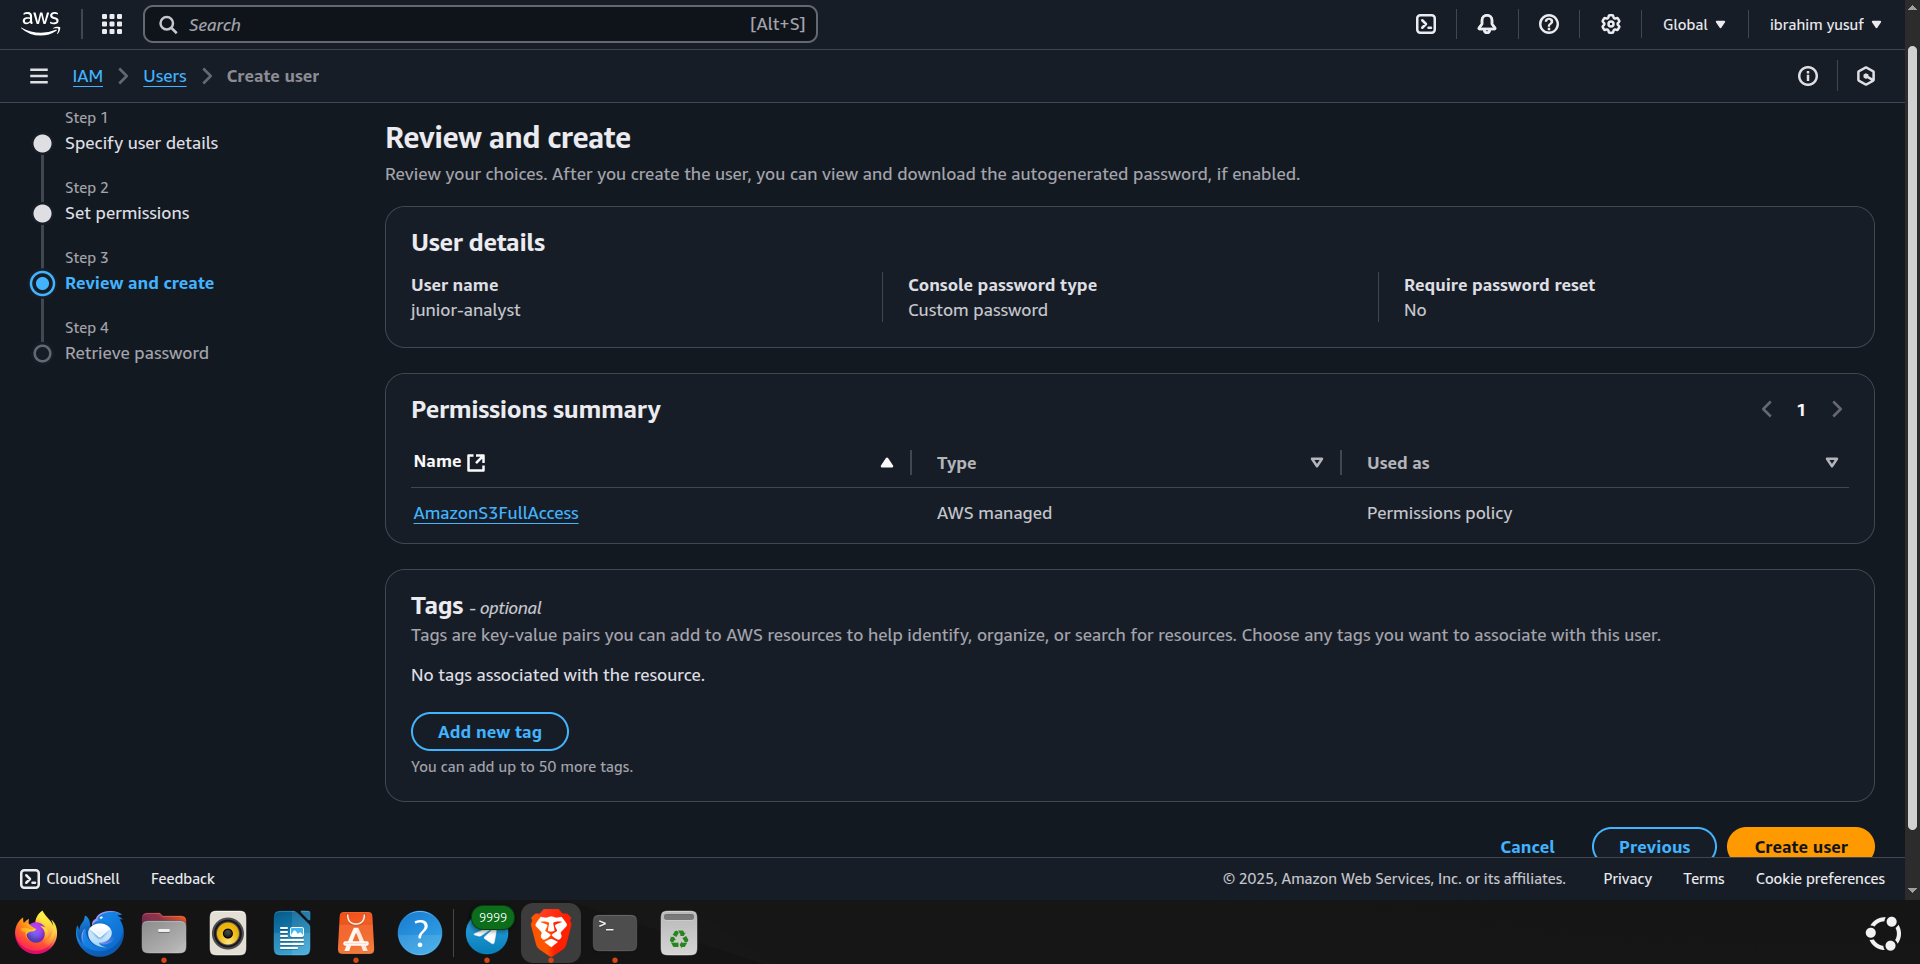 aws
Search [Alt+S]
Global
ibrahim yusuf
IAM
Users
Create user
Step 1
Specify user details
Step 2
Set permissions
Step 3
Review and create
Step 4
Retrieve password
Review and create
Review your choices. After you create the user, you can view and download the autogenerated password, if enabled.
User details
User name Console password type Require password reset
junior-analyst Custom password No
Permissions summary
1
Name Type Used as
AmazonS3FullAccess AWS managed Permissions policy
Tags - optional
Tags are key-value pairs you can add to AWS resources to help identify, organize, or search for resources. Choose any tags you want to associate with this user.
No tags associated with the resource.
Add new tag
You can add up to 50 more tags.
Cancel Previous Create user
CloudShell Feedback © 2025, Amazon Web Services, Inc. or its affiliates. Privacy Terms Cookie preferences
9999